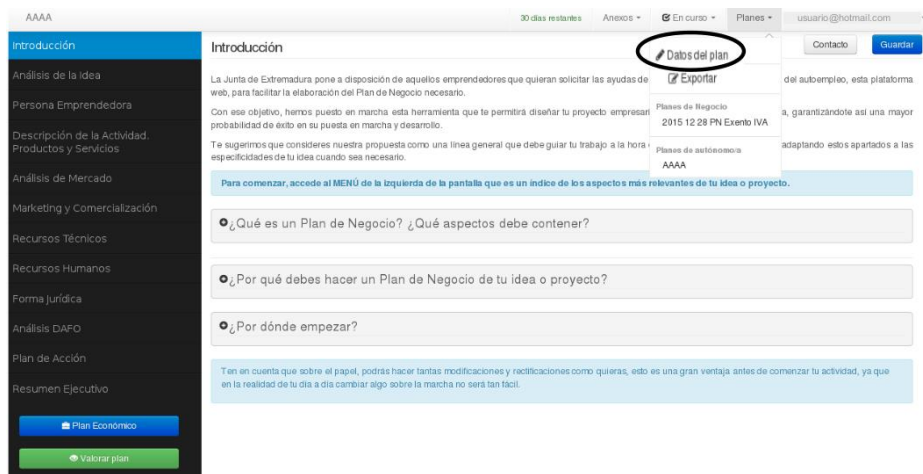 AAAA
30 días restantes
Anexos
En curso
Planes
usuario@hotmail.com
Introducción
Análisis de la Idea
Persona Emprendedora
Descripción de la Actividad.
Productos y Servicios
Análisis de Mercado
Marketing y Comercialización
Recursos Técnicos
Recursos Humanos
Forma Jurídica
Análisis DAFO
Plan de Acción
Resumen Ejecutivo
Plan Económico
Valorar plan
Introducción
Contacto
Guardar
Datos del plan
Exportar
Planes de Negocio
2015 12 28 PN Exento IVA
Planes de autónomo/a
AAAA
La Junta de Extremadura pone a disposición de aquellos emprendedores que quieran solicitar las ayudas de del autoempleo, esta plataforma
web, para facilitar la elaboración del Plan de Negocio necesario.
Con ese objetivo, hemos puesto en marcha esta herramienta que te permitirá diseñar tu proyecto empresari a, garantizándote así una mayor
probabilidad de éxito en su puesta en marcha y desarrollo.
Te sugerimos que consideres nuestra propuesta como una línea general que debe guiar tu trabajo a la hora adaptando estos apartados a las
especificidades de tu idea cuando sea necesario.
Para comenzar, accede al MENÚ de la izquierda de la pantalla que es un índice de los aspectos más relevantes de tu idea o proyecto.
¿Qué es un Plan de Negocio? ¿Qué aspectos debe contener?
¿Por qué debes hacer un Plan de Negocio de tu idea o proyecto?
¿Por dónde empezar?
Ten en cuenta que sobre el papel, podrás hacer tantas modificaciones y rectificaciones como quieras, esto es una gran ventaja antes de comenzar tu actividad, ya que
en la realidad de tu día a día cambiar algo sobre la marcha no será tan fácil.